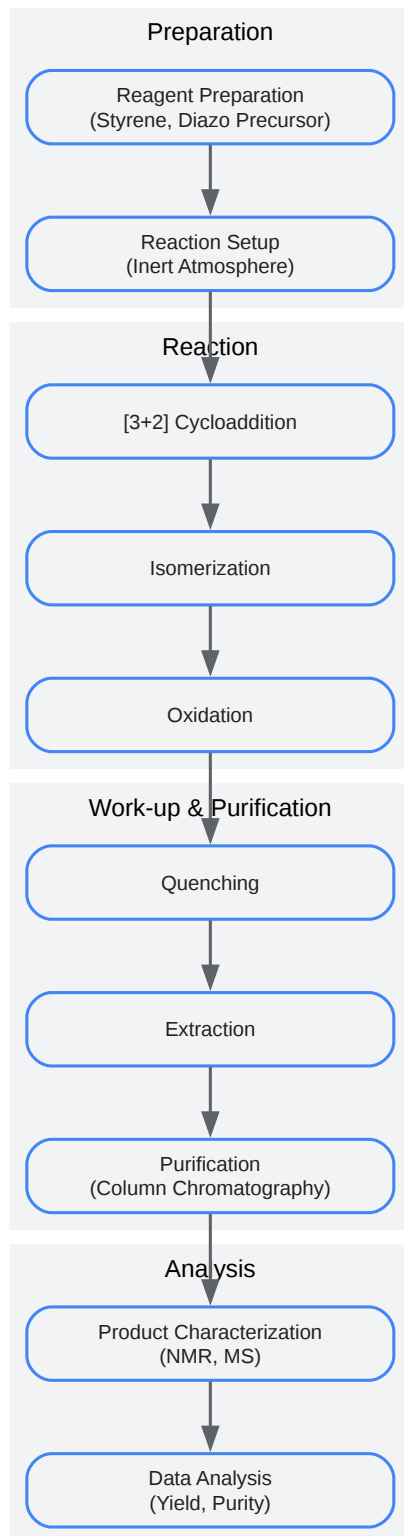 Preparation
Reagent Preparation
(Styrene, Diazo Precursor)
Reaction Setup
(Inert Atmosphere)
Reaction
[3+2] Cycloaddition
Isomerization
Oxidation
Work-up & Purification
Quenching
Extraction
Purification
(Column Chromatography)
Analysis
Product Characterization
(NMR, MS)
Data Analysis
(Yield, Purity)